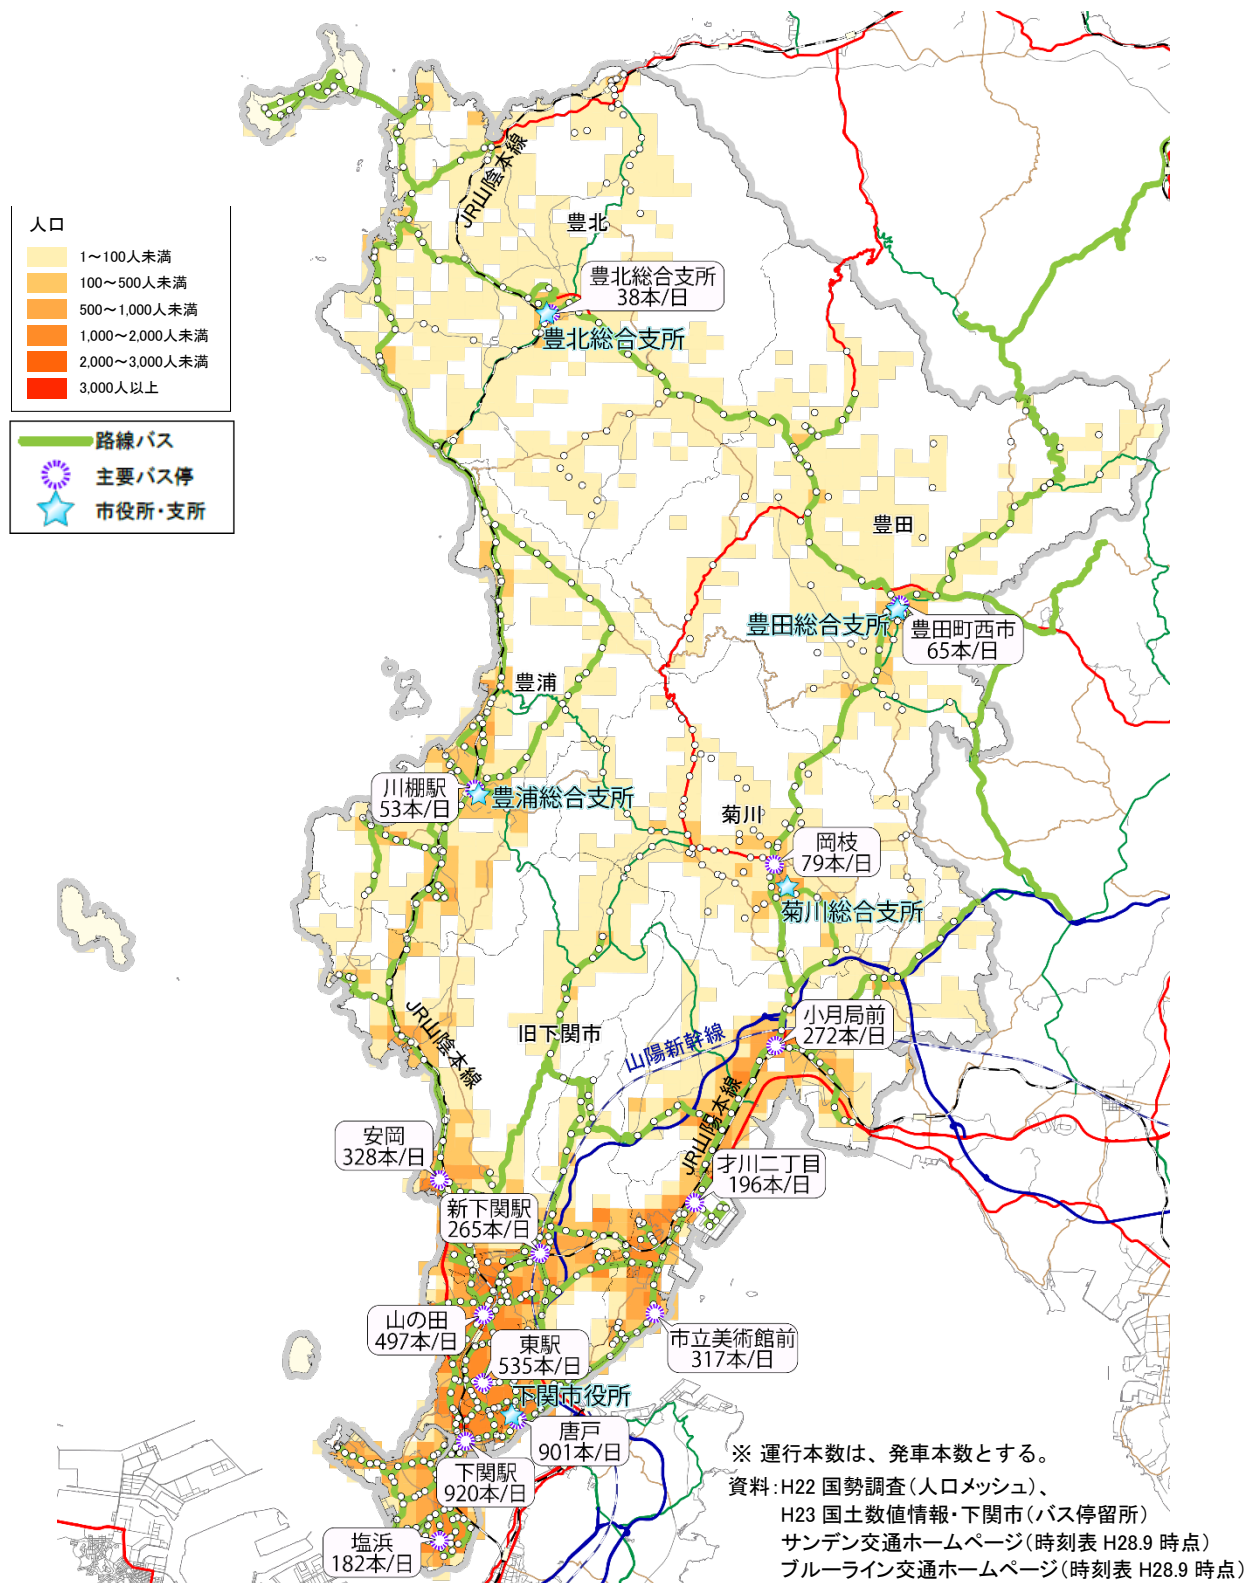 人口
1～100人未満
100～500人未満
500～1,000人未満
1,000～2,000人未満
2,000～3,000人未満
3,000人以上
路線バス
主要バス停
市役所・支所
JR山陰本線
豊北
豊北総合支所
38本/日
豊北総合支所
豊田
豊田総合支所
豊田町西市
65本/日
豊浦
川棚駅
53本/日
豊浦総合支所
菊川
岡枝
79本/日
菊川総合支所
JR山陰本線
旧下関市
山陽新幹線
小月局前
272本/日
JR山陽本線
安岡
328本/日
才川二丁目
196本/日
新下関駅
265本/日
山の田
497本/日
東駅
535本/日
市立美術館前
317本/日
下関市役所
唐戸
901本/日
下関駅
920本/日
塩浜
182本/日
※ 運行本数は、発車本数とする。
資料:H22 国勢調査(人口メッシュ)、
H23 国土数値情報・下関市(バス停留所)
サンデン交通ホームページ(時刻表 H28.9 時点)
ブルーライン交通ホームページ(時刻表 H28.9 時点)